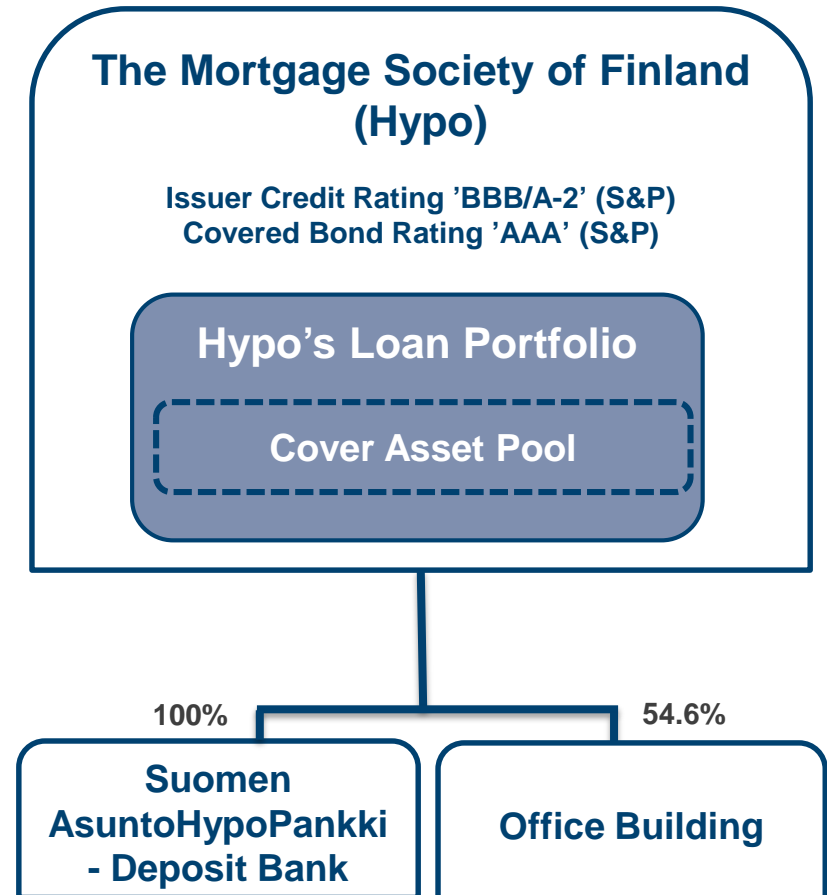 The Mortgage Society of Finland
(Hypo)
Issuer Credit Rating ’BBB/A-2’ (S&P)
Covered Bond Rating ’AAA’ (S&P)
Hypo’s Loan Portfolio
Cover Asset Pool
100%
54.6%
Suomen
AsuntoHypoPankki
- Deposit Bank
Office Building